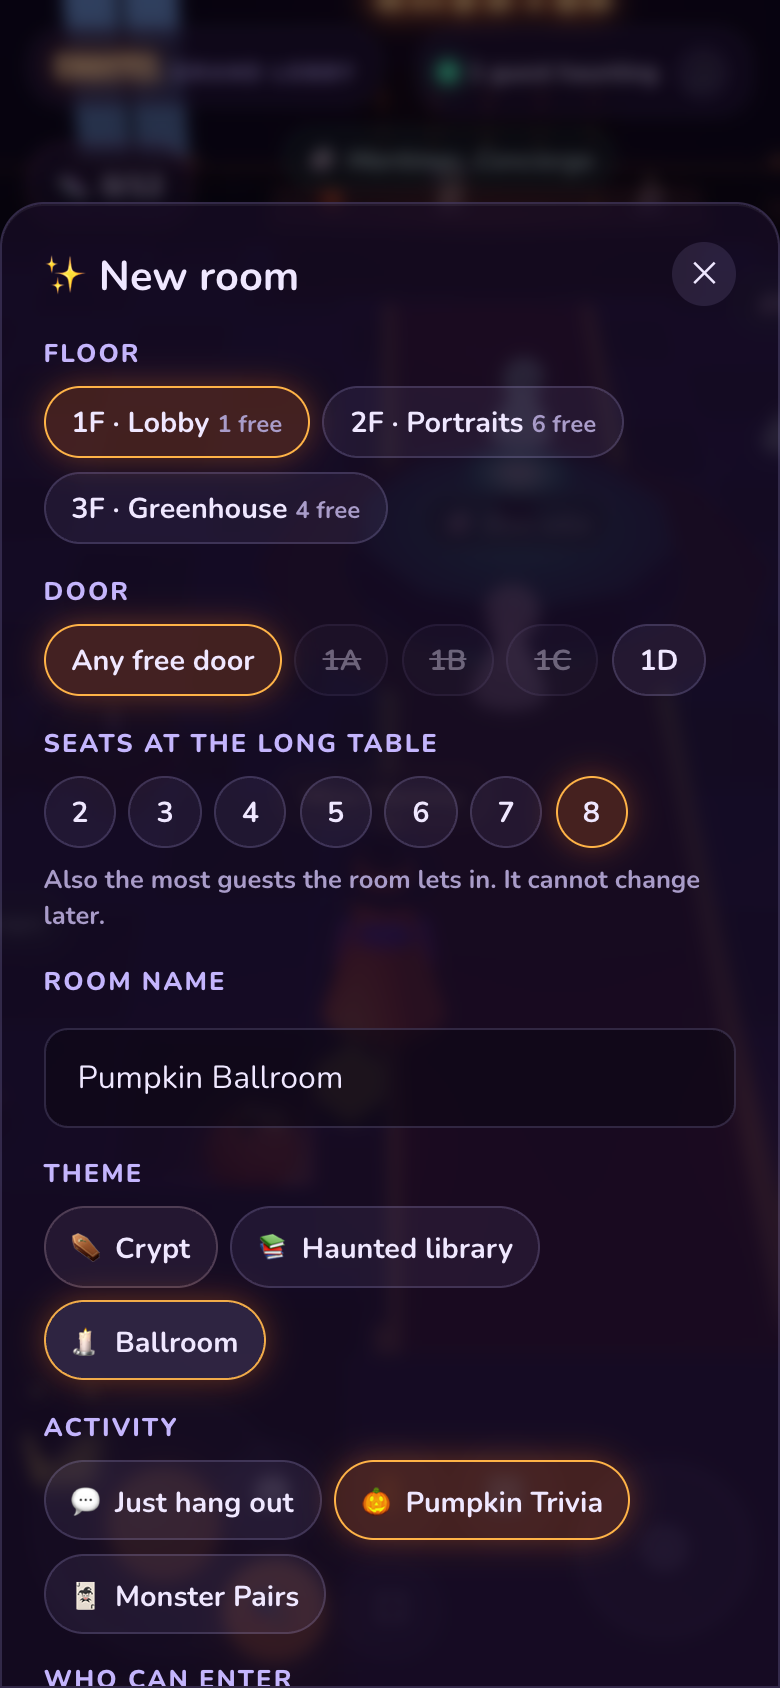 ✨ New room
FLOOR
1F · Lobby 1 free
2F · Portraits 6 free
3F · Greenhouse 4 free
DOOR
Any free door
1A
1B
1C
1D
SEATS AT THE LONG TABLE
2
3
4
5
6
7
8
Also the most guests the room lets in. It cannot change
later.
ROOM NAME
Pumpkin Ballroom
THEME
Crypt
Haunted library
Ballroom
ACTIVITY
Just hang out
Pumpkin Trivia
Monster Pairs
WHO CAN ENTER